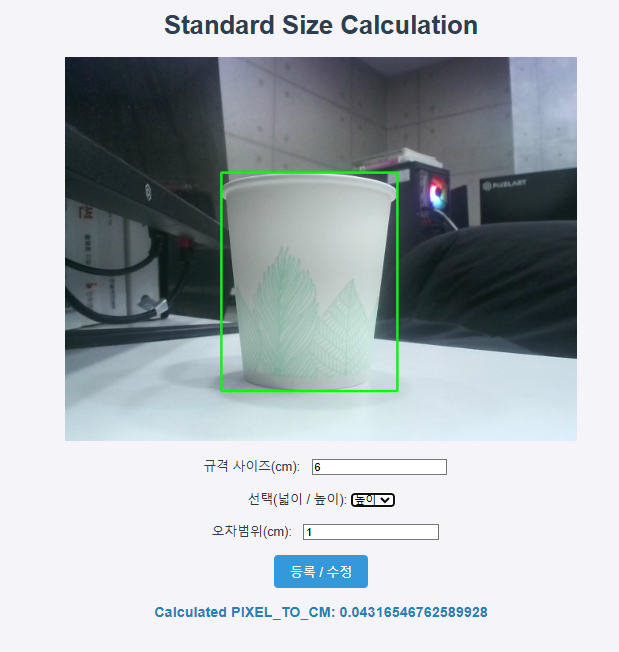 Standard Size Calculation
PIXELART
규격 사이즈(cm): 6
선택(넓이 / 높이): 높이
오차범위(cm): 1
등록 / 수정
Calculated PIXEL_TO_CM: 0.04316546762589928